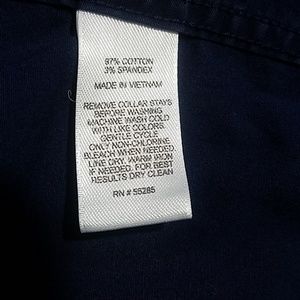 97% COTTON
3% SPANDEX
MADE IN VIETNAM
REMOVE COLLAR STAYS
BEFORE WASHING
MACHINE WASH COLD
WITH LIKE COLORS
GENTLE CYCLE
ONLY NON-CHLORINE
BLEACH WHEN NEEDED
LINE DRY. WARM IRON
IF NEEDED. FOR BEST
RESULTS DRY CLEAN
RN # 55285